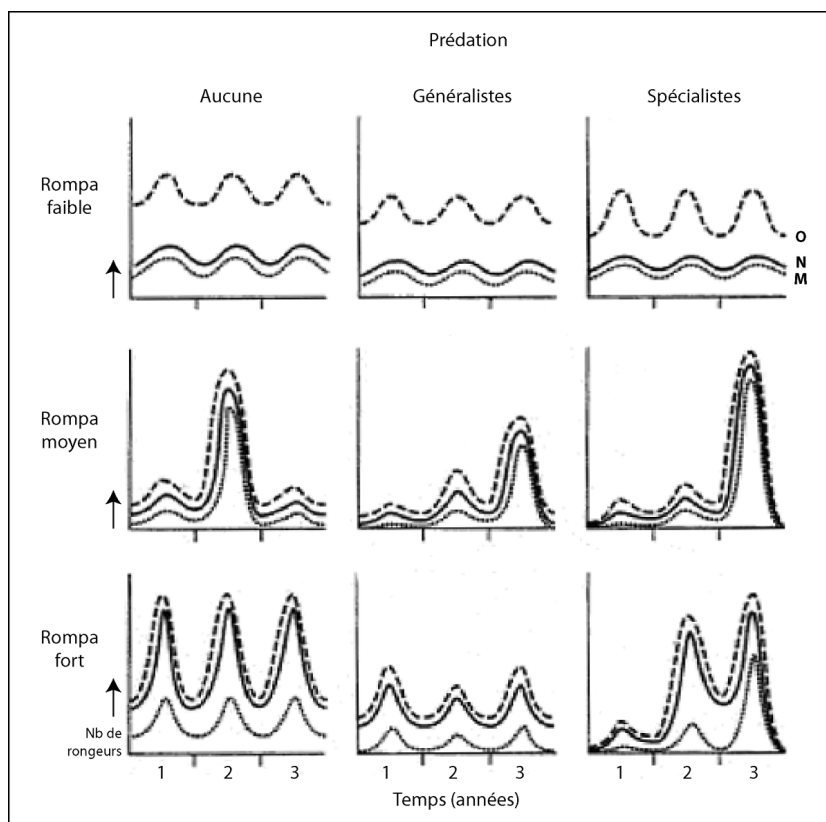 Prédation
Aucune
Généralistes
Spécialistes
Rompa
faible
O
N
M
Rompa
moyen
Rompa
fort
Nb de
rongeurs
1
2
3
1
2
3
1
2
3
Temps (années)